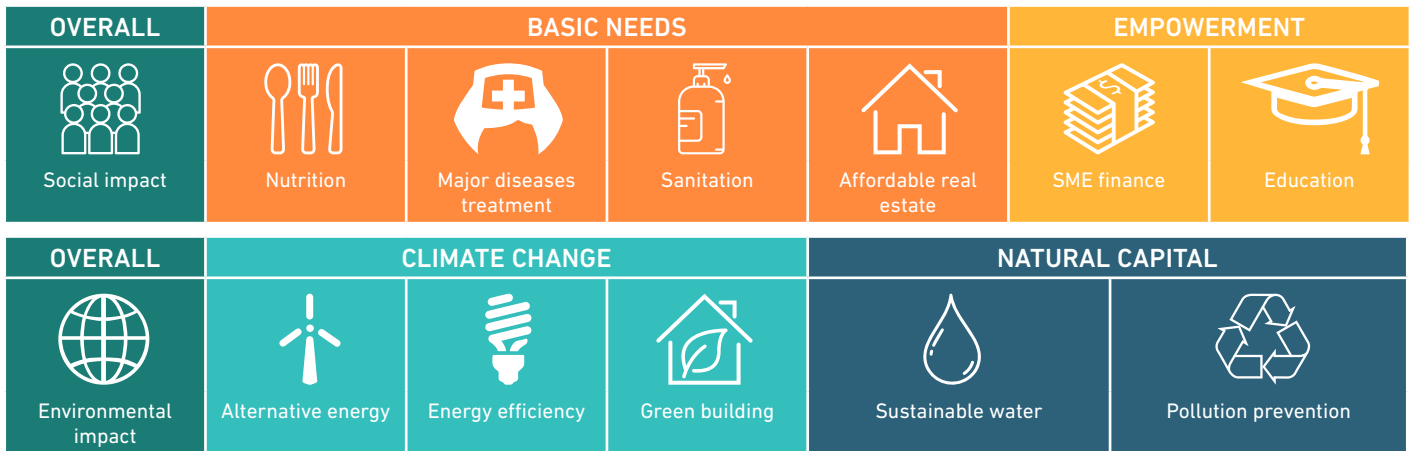 OVERALL
BASIC NEEDS
EMPOWERMENT
Social impact
Nutrition
Major diseases
treatment
Sanitation
Affordable real
estate
$
SME finance
Education
OVERALL
CLIMATE CHANGE
NATURAL CAPITAL
Environmental
impact
Alternative energy
Energy efficiency
Green building
Sustainable water
Pollution prevention